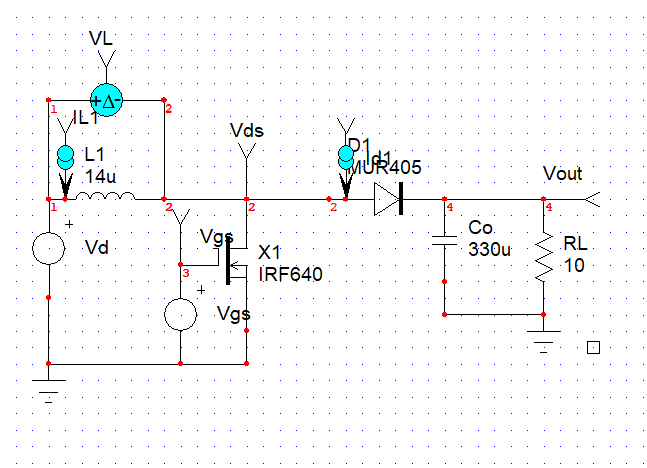 VL
+Δ-
1
2
IL1
L1
14u
Vds
D1
Id1
MUR405
Vout
1
2
2
2
4
4
+
Vd
Vgs
3
X1
IRF640
Co
330u
RL
10
+
Vgs